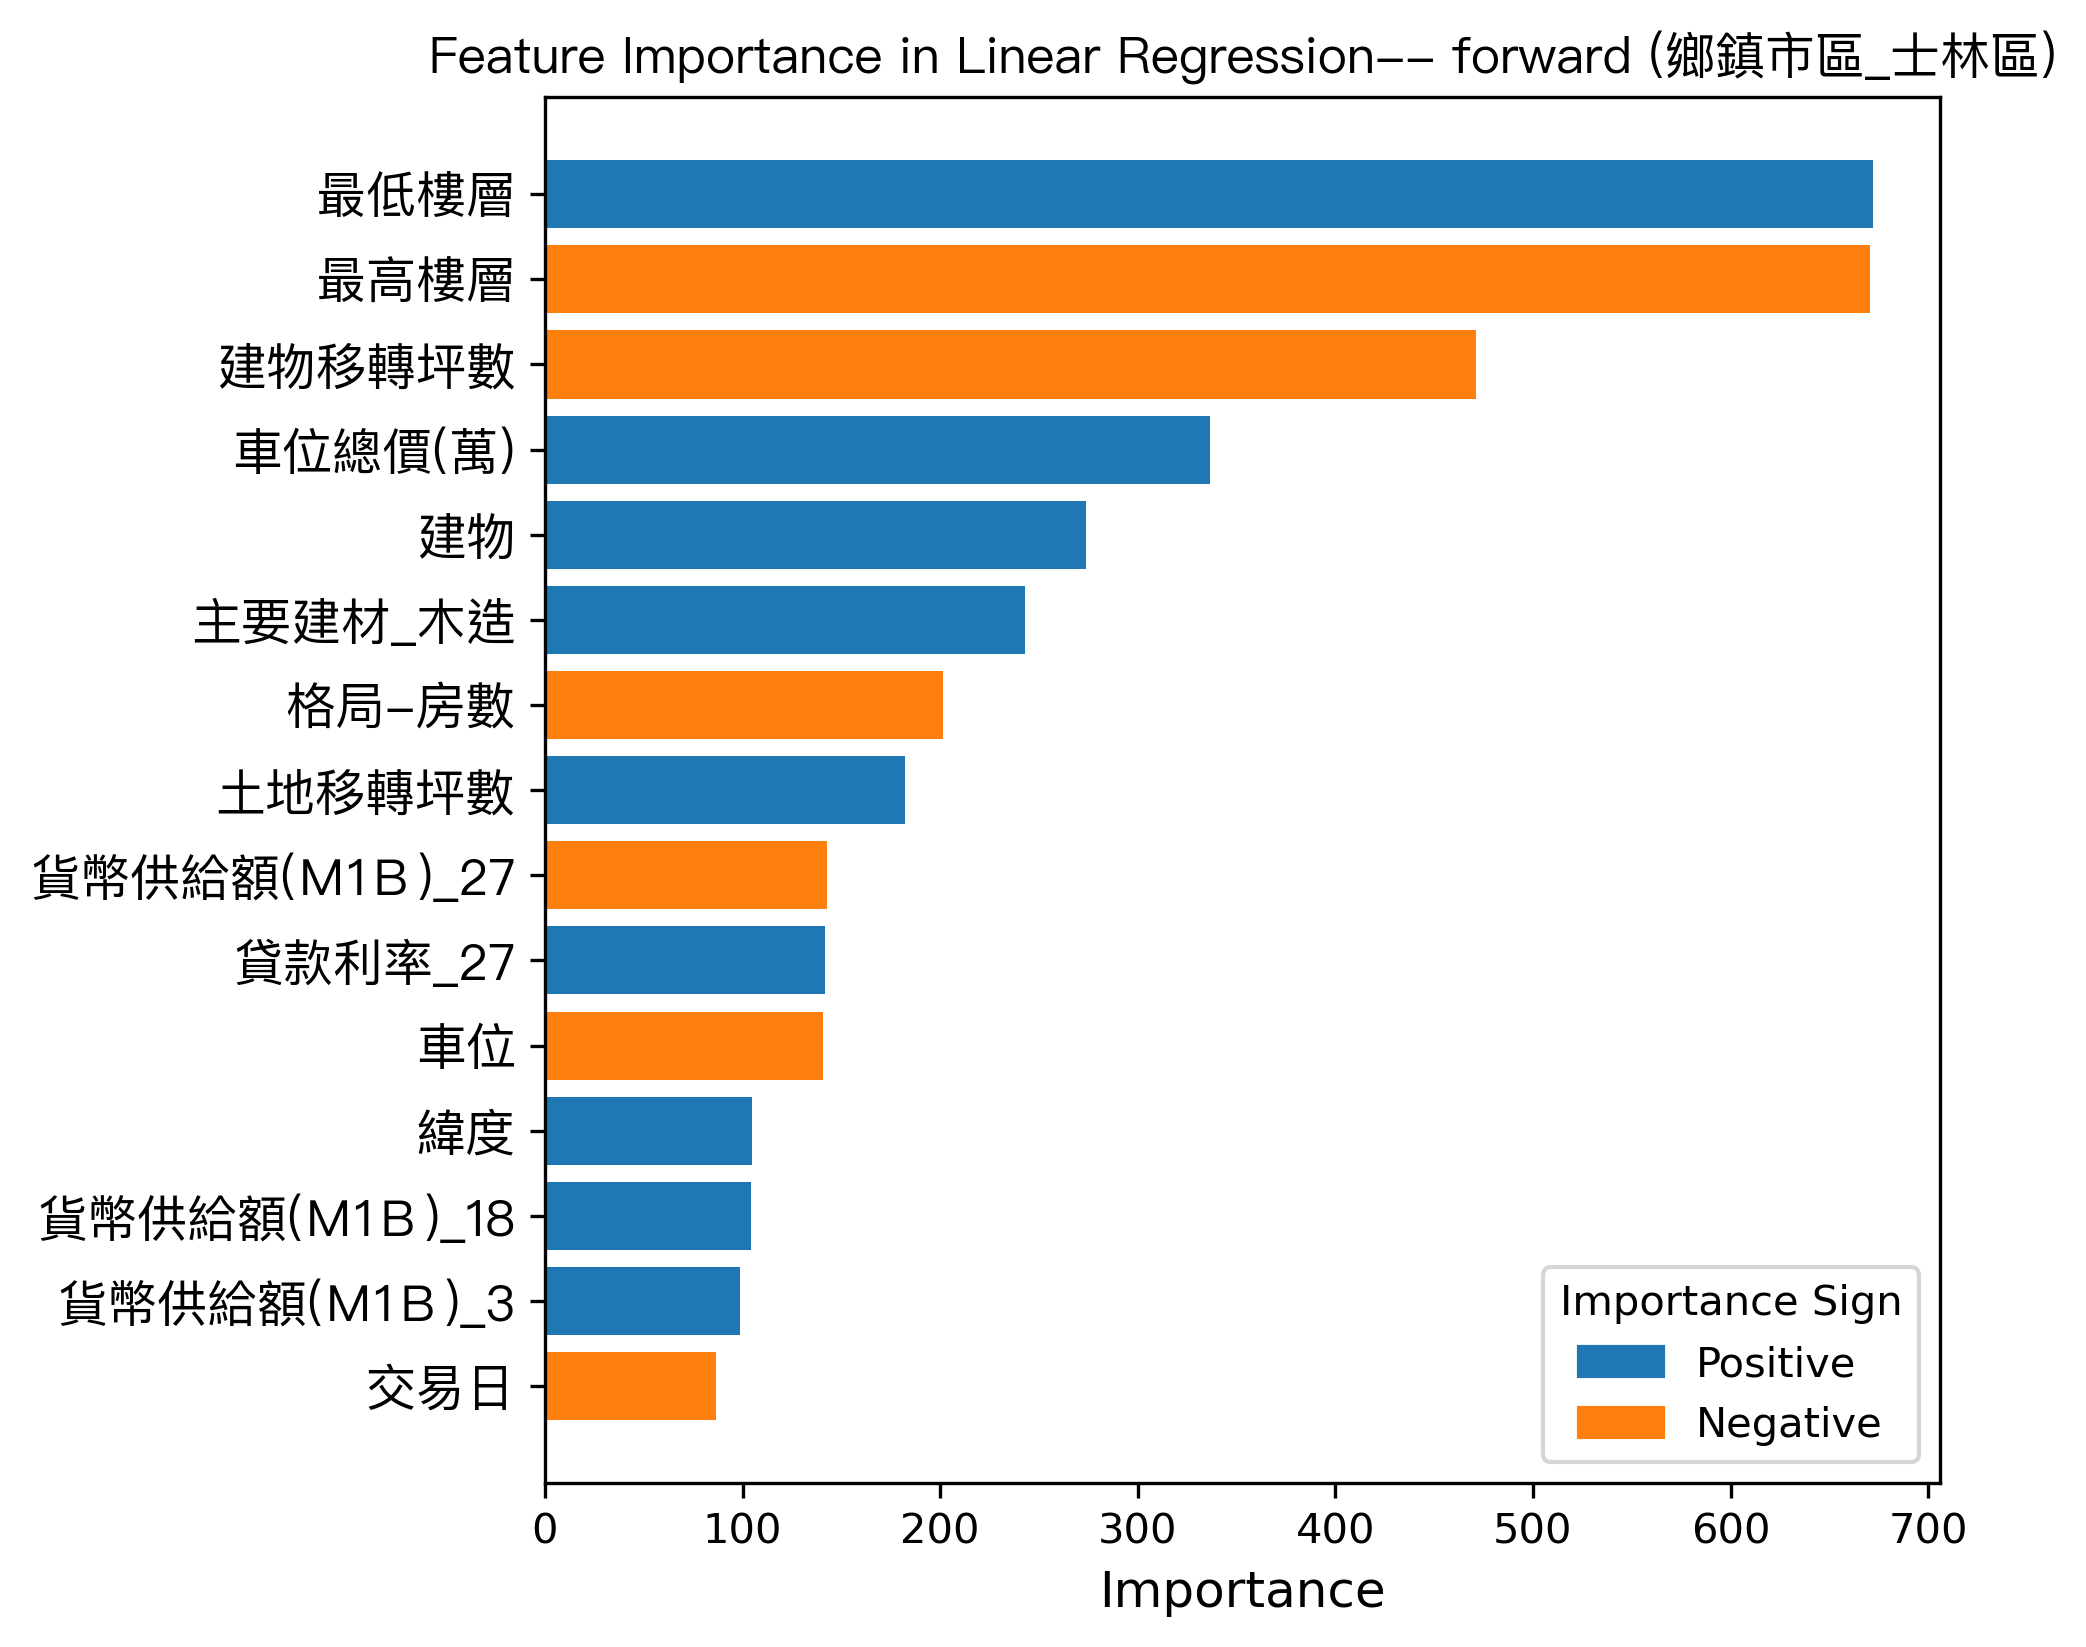 Feature Importance in Linear Regression-- forward (鄉鎮市區_士林區)
最低樓層
最高樓層
建物移轉坪數
車位總價(萬)
建物
主要建材_木造
格局-房數
土地移轉坪數
貨幣供給額(M1B)_27
貸款利率_27
車位
緯度
貨幣供給額(M1B)_18
貨幣供給額(M1B)_3
交易日
Importance Sign
Positive
Negative
0 100 200 300 400 500 600 700
Importance